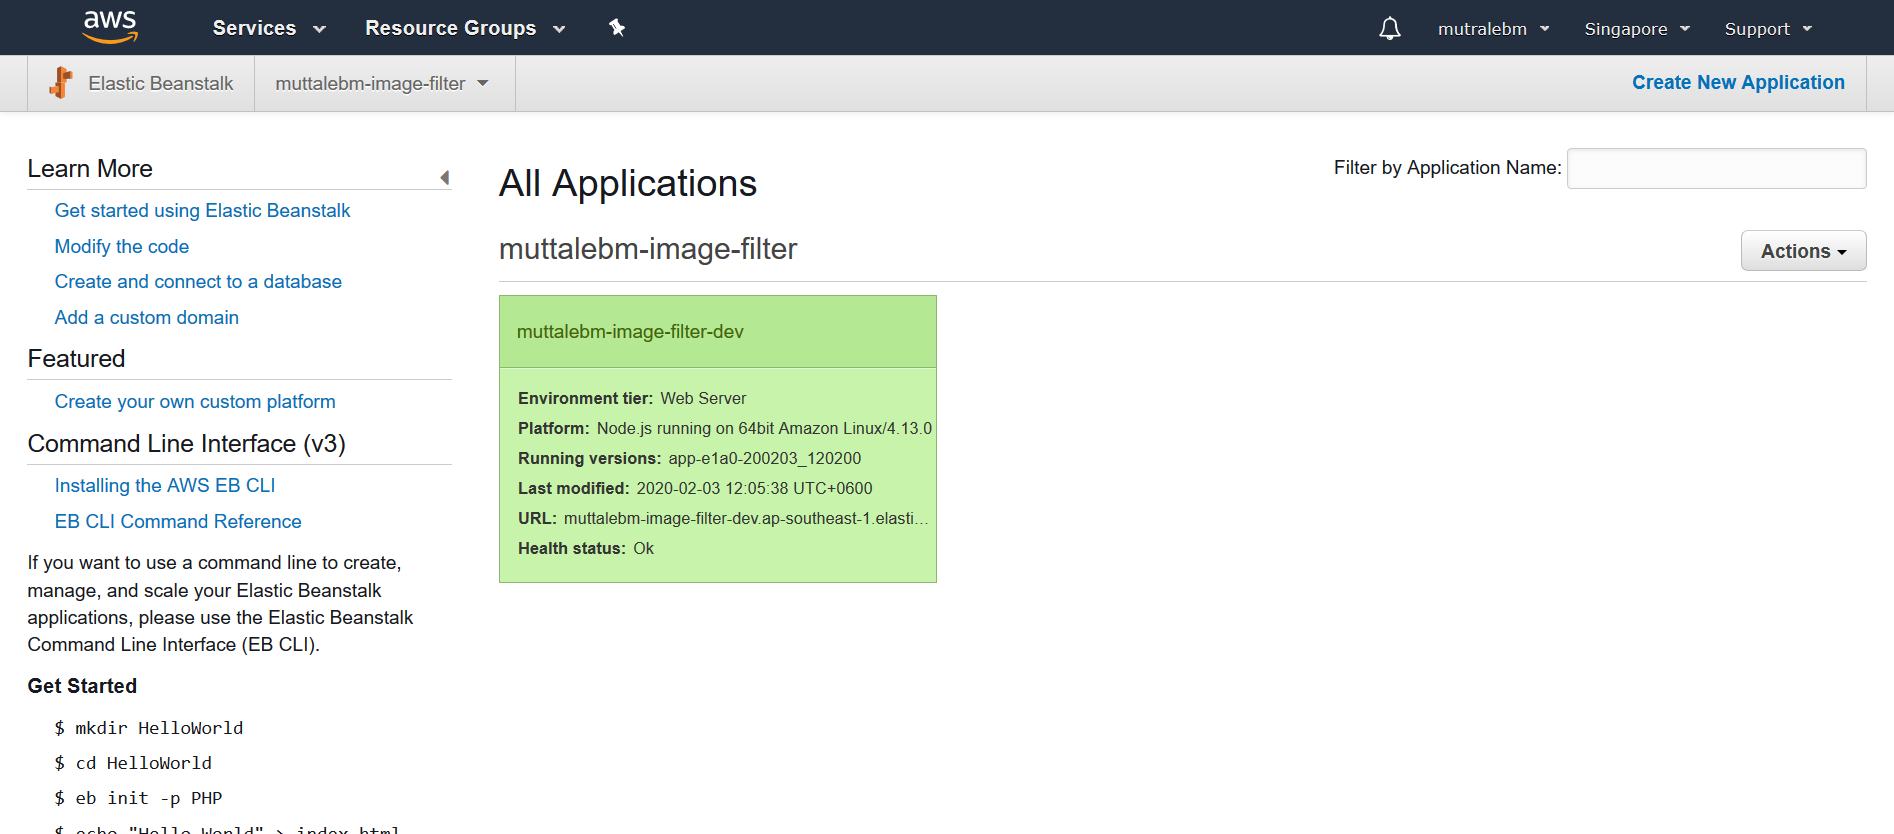 aws Services Resource Groups mutralebm Singapore Support
Elastic Beanstalk muttalebm-image-filter Create New Application
Learn More
Get started using Elastic Beanstalk
Modify the code
Create and connect to a database
Add a custom domain
Featured
Create your own custom platform
Command Line Interface (v3)
Installing the AWS EB CLI
EB CLI Command Reference
If you want to use a command line to create,
manage, and scale your Elastic Beanstalk
applications, please use the Elastic Beanstalk
Command Line Interface (EB CLI).
Get Started
$ mkdir HelloWorld
$ cd HelloWorld
$ eb init -p PHP
$ echo "Hello World" > index.html
All Applications
Filter by Application Name:
muttalebm-image-filter
Actions
muttalebm-image-filter-dev
Environment tier: Web Server
Platform: Node.js running on 64bit Amazon Linux/4.13.0
Running versions: app-e1a0-200203_120200
Last modified: 2020-02-03 12:05:38 UTC+0600
URL: muttalebm-image-filter-dev.ap-southeast-1.elasti...
Health status: Ok